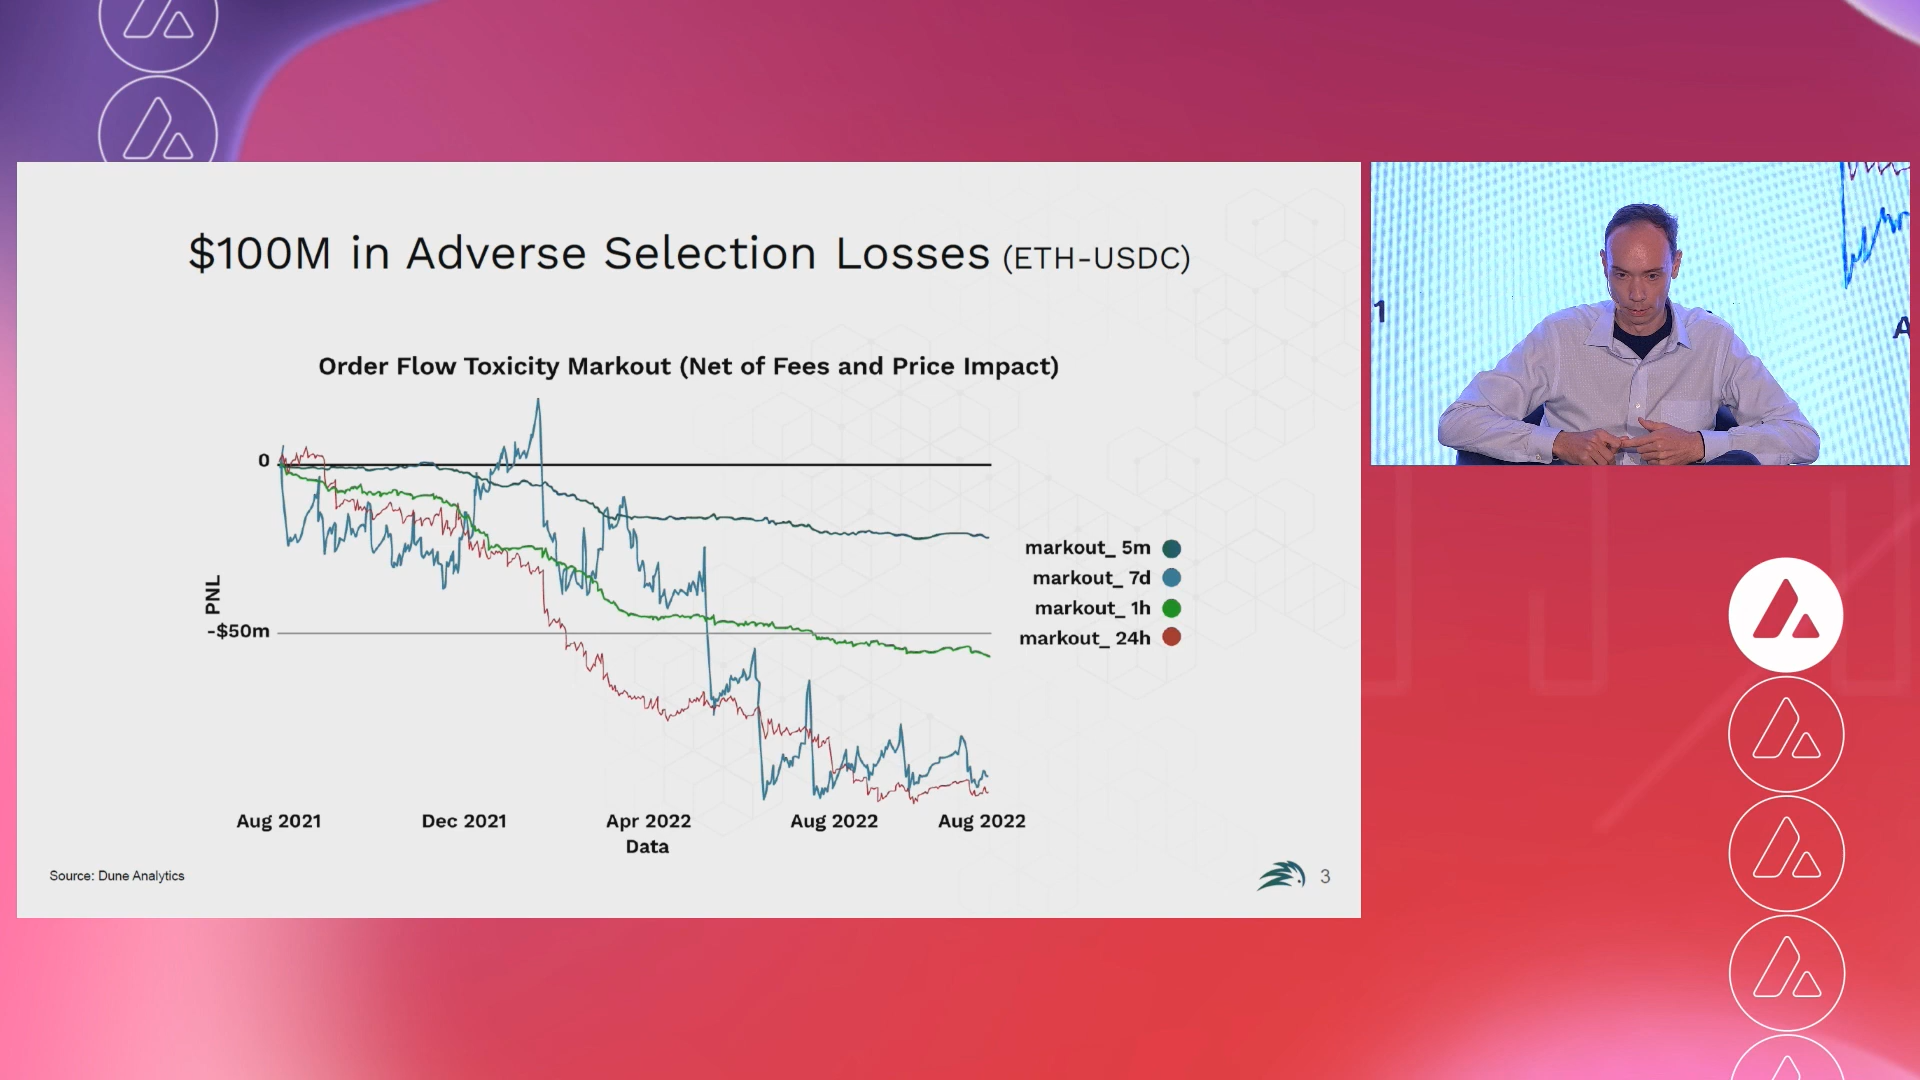 $100M in Adverse Selection Losses (ETH-USDC)
Order Flow Toxicity Markout (Net of Fees and Price Impact)
0
PNL
-$50m
markout_ 5m
markout_ 7d
markout_ 1h
markout_ 24h
Aug 2021 Dec 2021 Apr 2022 Aug 2022 Aug 2022
Data
Source: Dune Analytics
3
1
A